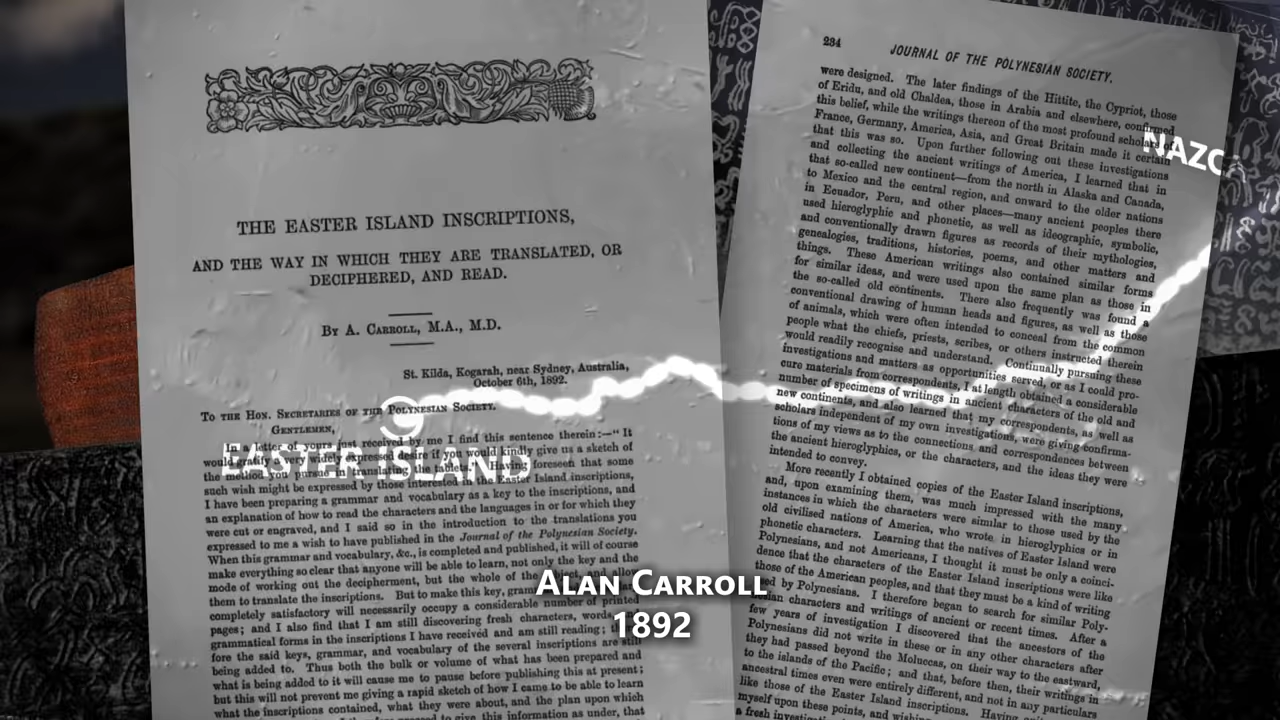 THE EASTER ISLAND INSCRIPTIONS,
AND THE WAY IN WHICH THEY ARE TRANSLATED, OR
DECIPHERED, AND READ.
By A. Carroll, M.A., M.D.
St. Kilda, Kogarah, near Sydney, Australia,
October 6th, 1892.
To the Hon. Secretaries of the Polynesian Society.
Gentlemen,
In a letter of yours just received by me I find this sentence therein:—“ It
would gratify a very widely expressed desire if you would kindly give us a sketch of
the method you pursue in translating the tablets.” Having foreseen that some
such wish might be expressed by those interested in the Easter Island inscriptions,
I have been preparing a grammar and vocabulary as a key to the inscriptions, and
an explanation of how to read the characters and the languages in or for which they
were cut or engraved, and I said so in the introduction to the translations you
expressed to me a wish to have published in the Journal of the Polynesian Society.
When this grammar and vocabulary, &c., is completed and published, it will of course
make everything so clear that anyone will be able to learn, not only the key and the
mode of working out the decipherment, but the whole of the and allow
them to translate the inscriptions. But to make this key,
completely satisfactory will necessarily occupy a considerable number of printed
pages; and I also find that I am still discovering fresh characters, words,
grammatical forms in the inscriptions I have received and am still reading;
fore the said keys, grammar, and vocabulary of the several inscriptions are still
being added to. Thus both the bulk or volume of what has been prepared and
what is being added to it will cause me to pause before publishing this at present;
but this will not prevent me giving a rapid sketch of how I came to be able to learn
what the inscriptions contained, what they were about, and the plan upon which
to give this information as under, that
234
JOURNAL OF THE POLYNESIAN SOCIETY.
were designed. The later findings of the Hittite, the Cypriot, those
of Eridu, and old Chaldea, those in Arabia and elsewhere, confirmed
this belief, while the writings thereon of the most profound scholars of
France, Germany, America, Asia, and Great Britain made it certain
that this was so. Upon further following out these investigations
and collecting the ancient writings of America, I learned that in
that so-called new continent—from the north in Alaska and Canada,
to Mexico and the central region, and onward to the older nations
in Ecuador, Peru, and other places—many ancient peoples there
used hieroglyphic and phonetic, as well as ideographic, symbolic,
and conventionally drawn figures as records of their mythologies,
genealogies, traditions, histories, poems, and other matters and
things. These American writings also contained similar forms
for similar ideas, and were used upon the same plan as those in
the so-called old continents. There also frequently was found a
conventional drawing of human heads and figures, as well as those
of animals, which were often intended to conceal from the common
people what the chiefs, priests, scribes, or others instructed therein
would readily recognise and understand. Continually pursuing these
investigations and matters as opportunities served, or as I could pro-
cure materials from correspondents, I at length obtained a considerable
number of specimens of writings in ancient characters of the old and
new continents, and also learned that my correspondents, as well as
scholars independent of my own investigations, were giving confirma-
tions of my views as to the connections and correspondences between
the ancient hieroglyphics, or the characters, and the ideas they were
intended to convey.
More recently I obtained copies of the Easter Island inscriptions,
and, upon examining them, was much impressed with the many
instances in which the characters were similar to those used by the
old civilised nations of America, who wrote in hieroglyphics or in
phonetic characters. Learning that the natives of Easter Island were
Polynesians, and not Americans, I thought it must be only a coinci-
dence that the characters of the Easter Island inscriptions were like
those of the American peoples, and that they must be a kind of writing
used by Polynesians. I therefore began to search for similar Poly-
nesian characters and writings of ancient or recent times. After a
few years of investigation I discovered that the ancestors of the
Polynesians did not write in these or in any other characters after
they had passed beyond the Moluccas, on their way to the eastward,
to the islands of the Pacific; and that, before then, their writings in
ancestral times even were entirely different, and not in any particulars
like those of the Easter Island inscriptions.
myself upon these points, and
a fresh
EASTER ISLAND
NAZC
Alan Carroll
1892